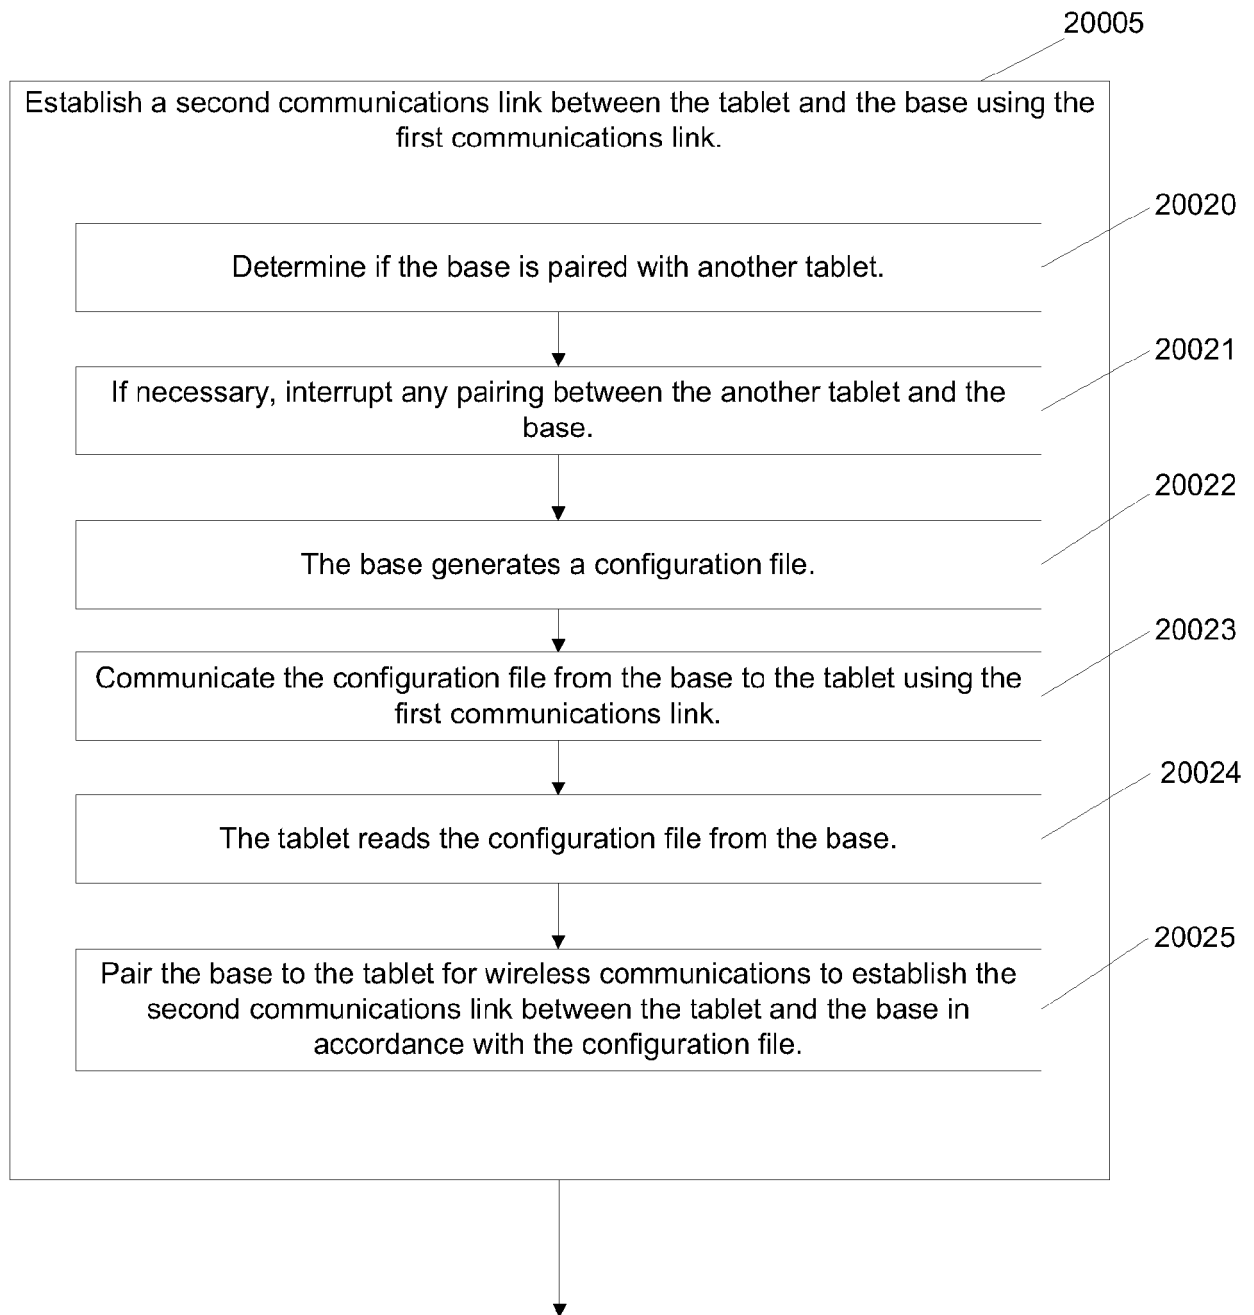 20005
Establish a second communications link between the tablet and the base using the
first communications link.
20020
Determine if the base is paired with another tablet.
20021
If necessary, interrupt any pairing between the another tablet and the
base.
20022
The base generates a configuration file.
20023
Communicate the configuration file from the base to the tablet using the
first communications link.
20024
The tablet reads the configuration file from the base.
20025
Pair the base to the tablet for wireless communications to establish the
second communications link between the tablet and the base in
accordance with the configuration file.